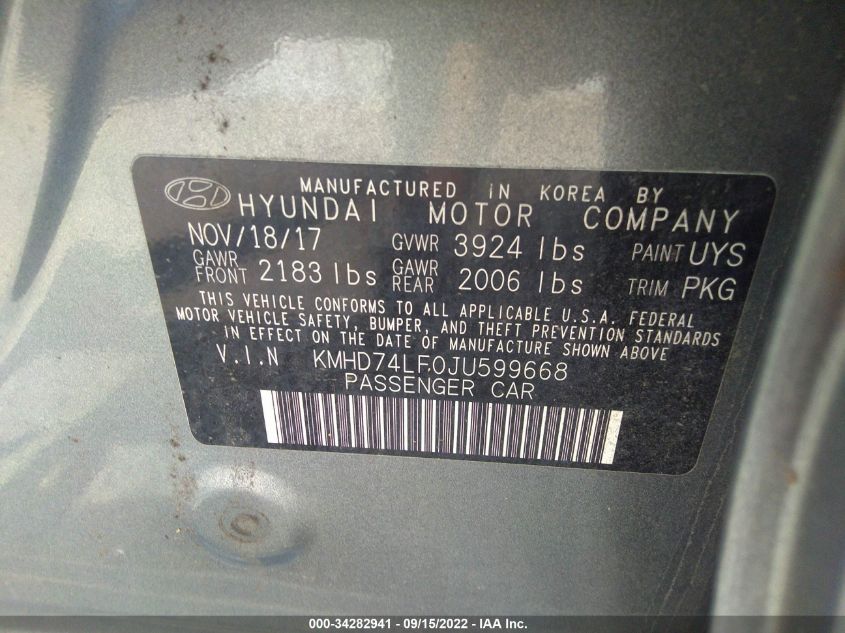 MANUFACTURED IN KOREA BY
HYUNDAI MOTOR COMPANY
NOV/18/17 GVWR 3924 lbs PAINT UYS
GAWR FRONT 2183 lbs GAWR REAR 2006 lbs TRIM PKG
THIS VEHICLE CONFORMS TO ALL APPLICABLE U.S.A. FEDERAL
MOTOR VEHICLE SAFETY, BUMPER, AND THEFT PREVENTION STANDARDS
IN EFFECT ON THE DATE OF MANUFACTURE SHOWN ABOVE.
V.I.N KMHD74LF0JU599668
PASSENGER CAR
000-34282941 - 09/15/2022 - IAA Inc.